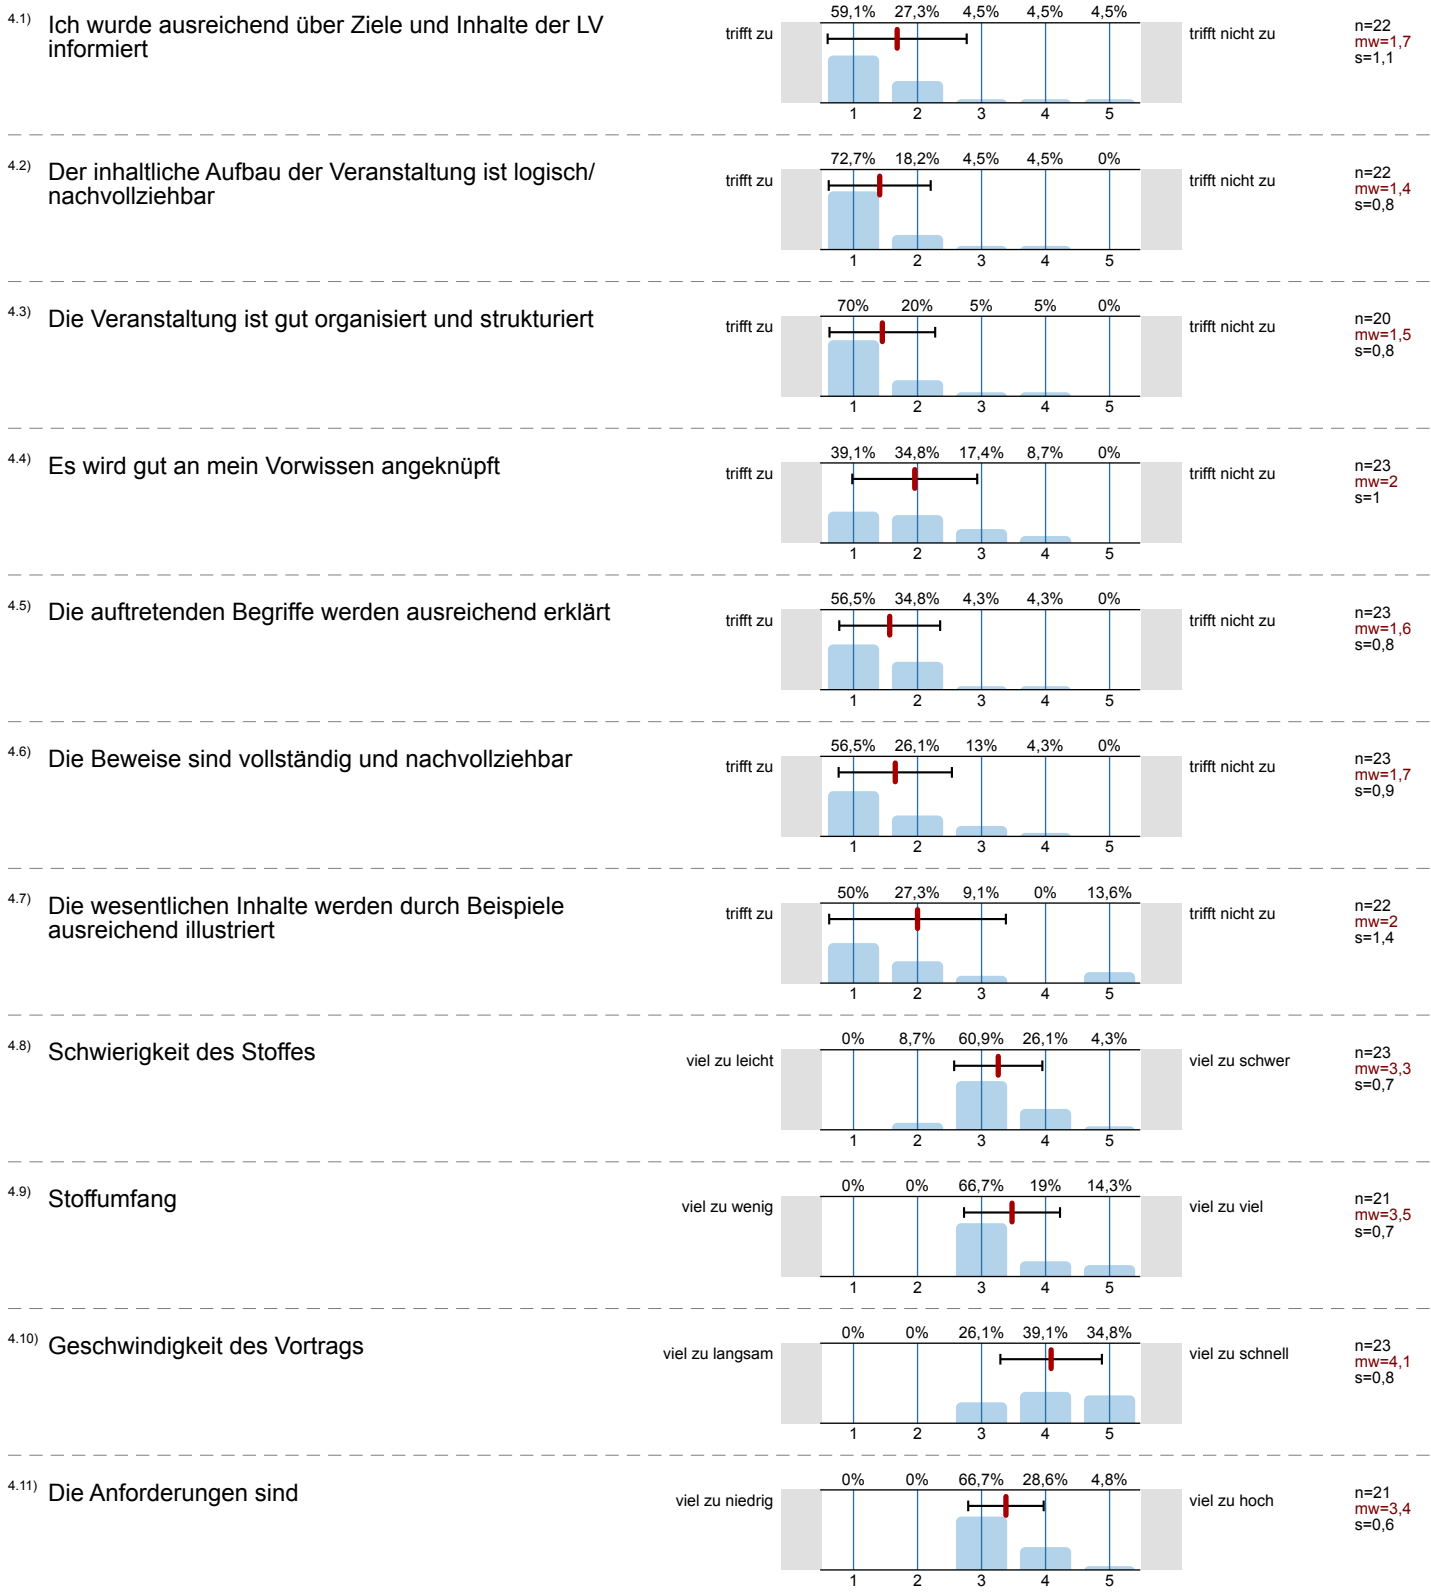 4.1) Ich wurde ausreichend über Ziele und Inhalte der LV
informiert
59,1% 27,3% 4,5% 4,5% 4,5%
trifft zu trifft nicht zu
n=22
mw=1,7
s=1,1
1 2 3 4 5
4.2) Der inhaltliche Aufbau der Veranstaltung ist logisch/
nachvollziehbar
72,7% 18,2% 4,5% 4,5% 0%
trifft zu trifft nicht zu
n=22
mw=1,4
s=0,8
1 2 3 4 5
4.3) Die Veranstaltung ist gut organisiert und strukturiert
70% 20% 5% 5% 0%
trifft zu trifft nicht zu
n=20
mw=1,5
s=0,8
1 2 3 4 5
4.4) Es wird gut an mein Vorwissen angeknüpft
39,1% 34,8% 17,4% 8,7% 0%
trifft zu trifft nicht zu
n=23
mw=2
s=1
1 2 3 4 5
4.5) Die auftretenden Begriffe werden ausreichend erklärt
56,5% 34,8% 4,3% 4,3% 0%
trifft zu trifft nicht zu
n=23
mw=1,6
s=0,8
1 2 3 4 5
4.6) Die Beweise sind vollständig und nachvollziehbar
56,5% 26,1% 13% 4,3% 0%
trifft zu trifft nicht zu
n=23
mw=1,7
s=0,9
1 2 3 4 5
4.7) Die wesentlichen Inhalte werden durch Beispiele
ausreichend illustriert
50% 27,3% 9,1% 0% 13,6%
trifft zu trifft nicht zu
n=22
mw=2
s=1,4
1 2 3 4 5
4.8) Schwierigkeit des Stoffes
0% 8,7% 60,9% 26,1% 4,3%
viel zu leicht viel zu schwer
n=23
mw=3,3
s=0,7
1 2 3 4 5
4.9) Stoffumfang
0% 0% 66,7% 19% 14,3%
viel zu wenig viel zu viel
n=21
mw=3,5
s=0,7
1 2 3 4 5
4.10) Geschwindigkeit des Vortrags
0% 0% 26,1% 39,1% 34,8%
viel zu langsam viel zu schnell
n=23
mw=4,1
s=0,8
1 2 3 4 5
4.11) Die Anforderungen sind
0% 0% 66,7% 28,6% 4,8%
viel zu niedrig viel zu hoch
n=21
mw=3,4
s=0,6
1 2 3 4 5